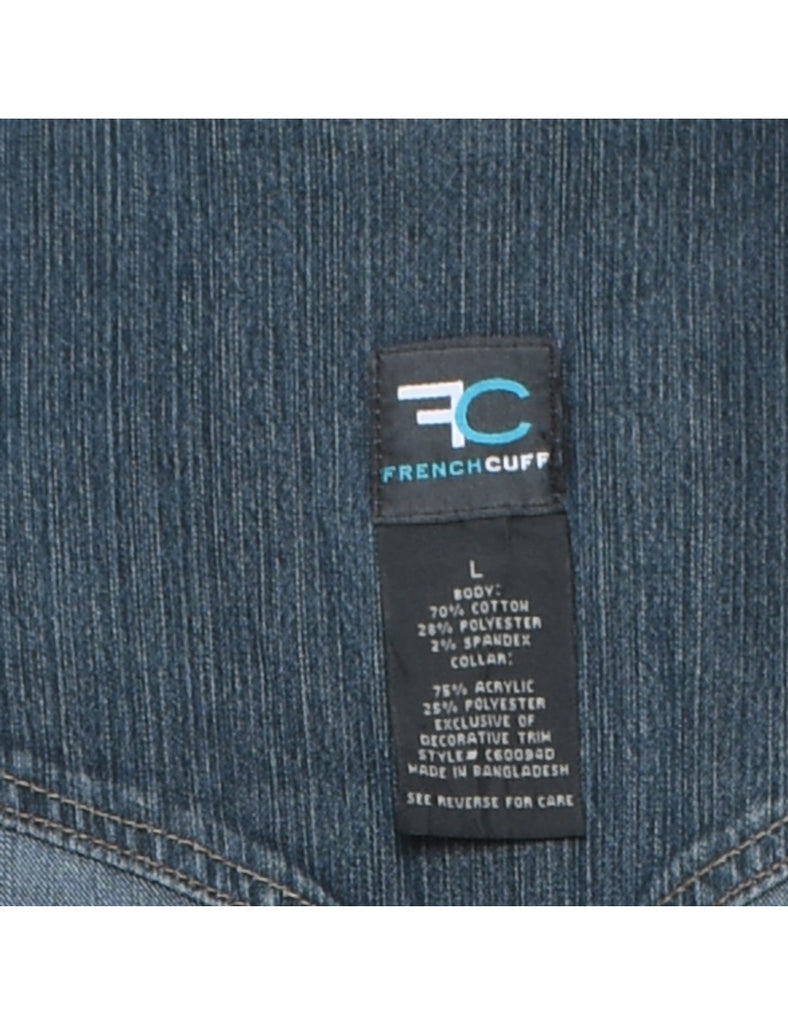 FC
FRENCHCUFF
L
BODY:
70% COTTON
28% POLYESTER
2% SPANDEX
COLLAR:
75% ACRYLIC
25% POLYESTER
EXCLUSIVE OF
DECORATIVE TRIM
STYLE# C60094D
MADE IN BANGLADESH
SEE REVERSE FOR CARE